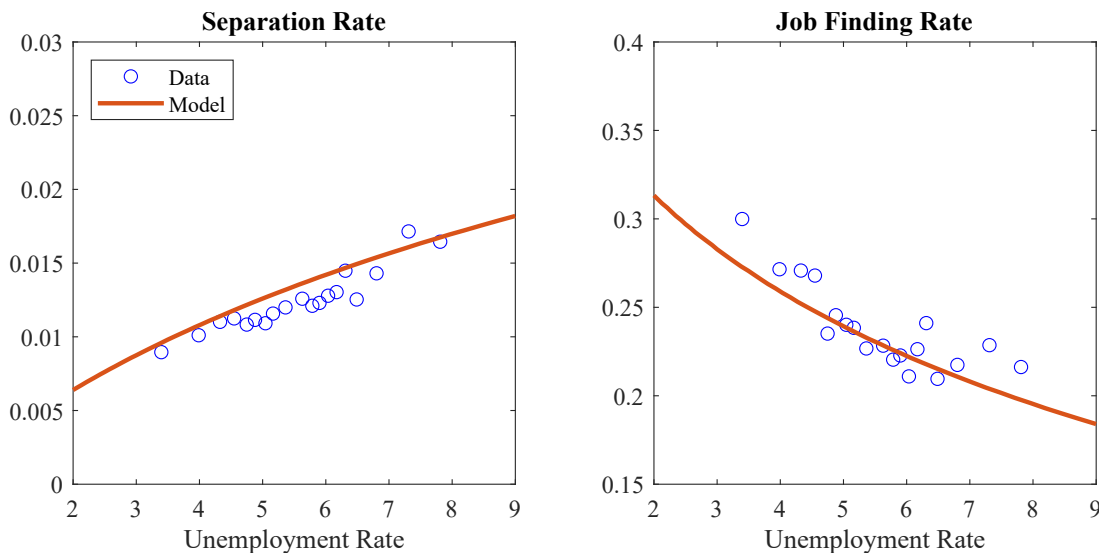 Separation Rate
0.03
0.025
0.02
0.015
0.01
0.005
0
2 3 4 5 6 7 8 9
Unemployment Rate
Data
Model
Job Finding Rate
0.4
0.35
0.3
0.25
0.2
0.15
2 3 4 5 6 7 8 9
Unemployment Rate